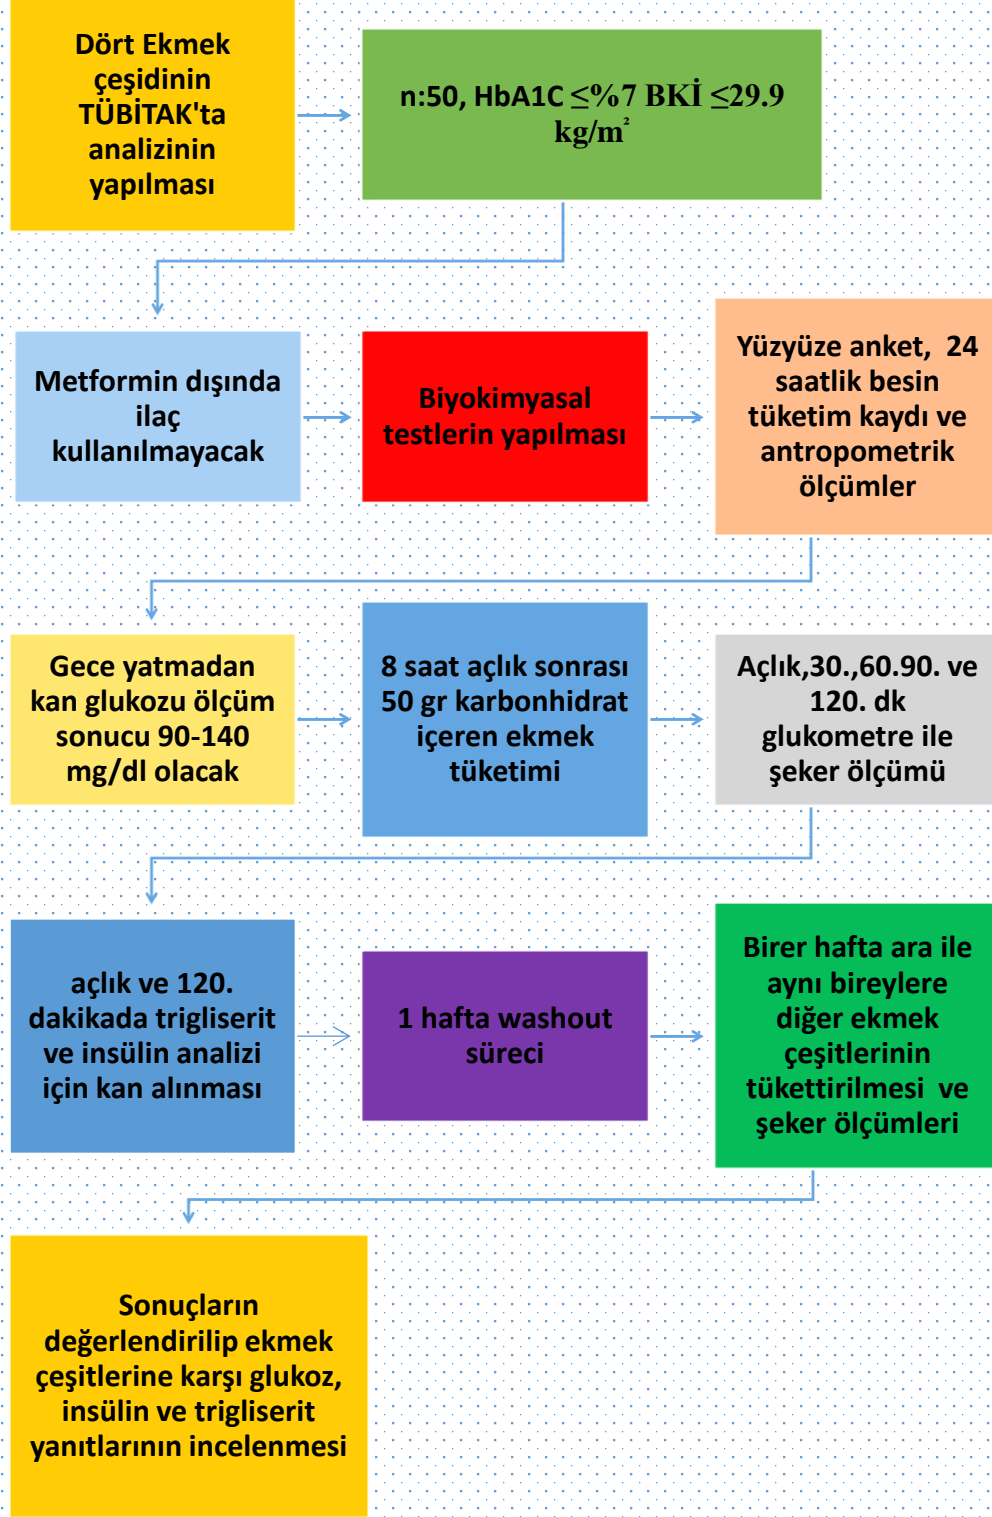 Dört Ekmek
çeşidinin
TÜBİTAK'ta
analizinin
yapılması
n:50, HbA1C ≤%7 BKİ ≤29.9
kg/m²
Metformin dışında
ilaç
kullanılmayacak
Biyokimyasal
testlerin yapılması
Yüzyüze anket, 24
saatlik besin
tüketim kaydı ve
antropometrik
ölçümler
Gece yatmadan
kan glukozu ölçüm
sonucu 90-140
mg/dl olacak
8 saat açlık sonrası
50 gr karbonhidrat
içeren ekmek
tüketimi
Açlık,30.,60.90. ve
120. dk
glukometre ile
şeker ölçümü
açlık ve 120.
dakikada trigliserit
ve insülin analizi
için kan alınması
1 hafta washout
süreci
Birer hafta ara ile
aynı bireylere
diğer ekmek
çeşitlerinin
tükettirilmesi ve
şeker ölçümleri
Sonuçların
değerlendirilip ekmek
çeşitlerine karşı glukoz,
insülin ve trigliserit
yanıtlarının incelenmesi